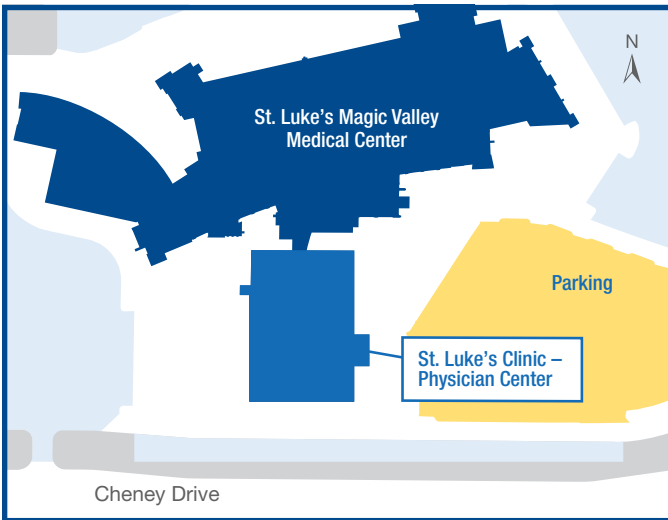 N
St. Luke's Magic Valley
Medical Center
Parking
St. Luke's Clinic –
Physician Center
Cheney Drive